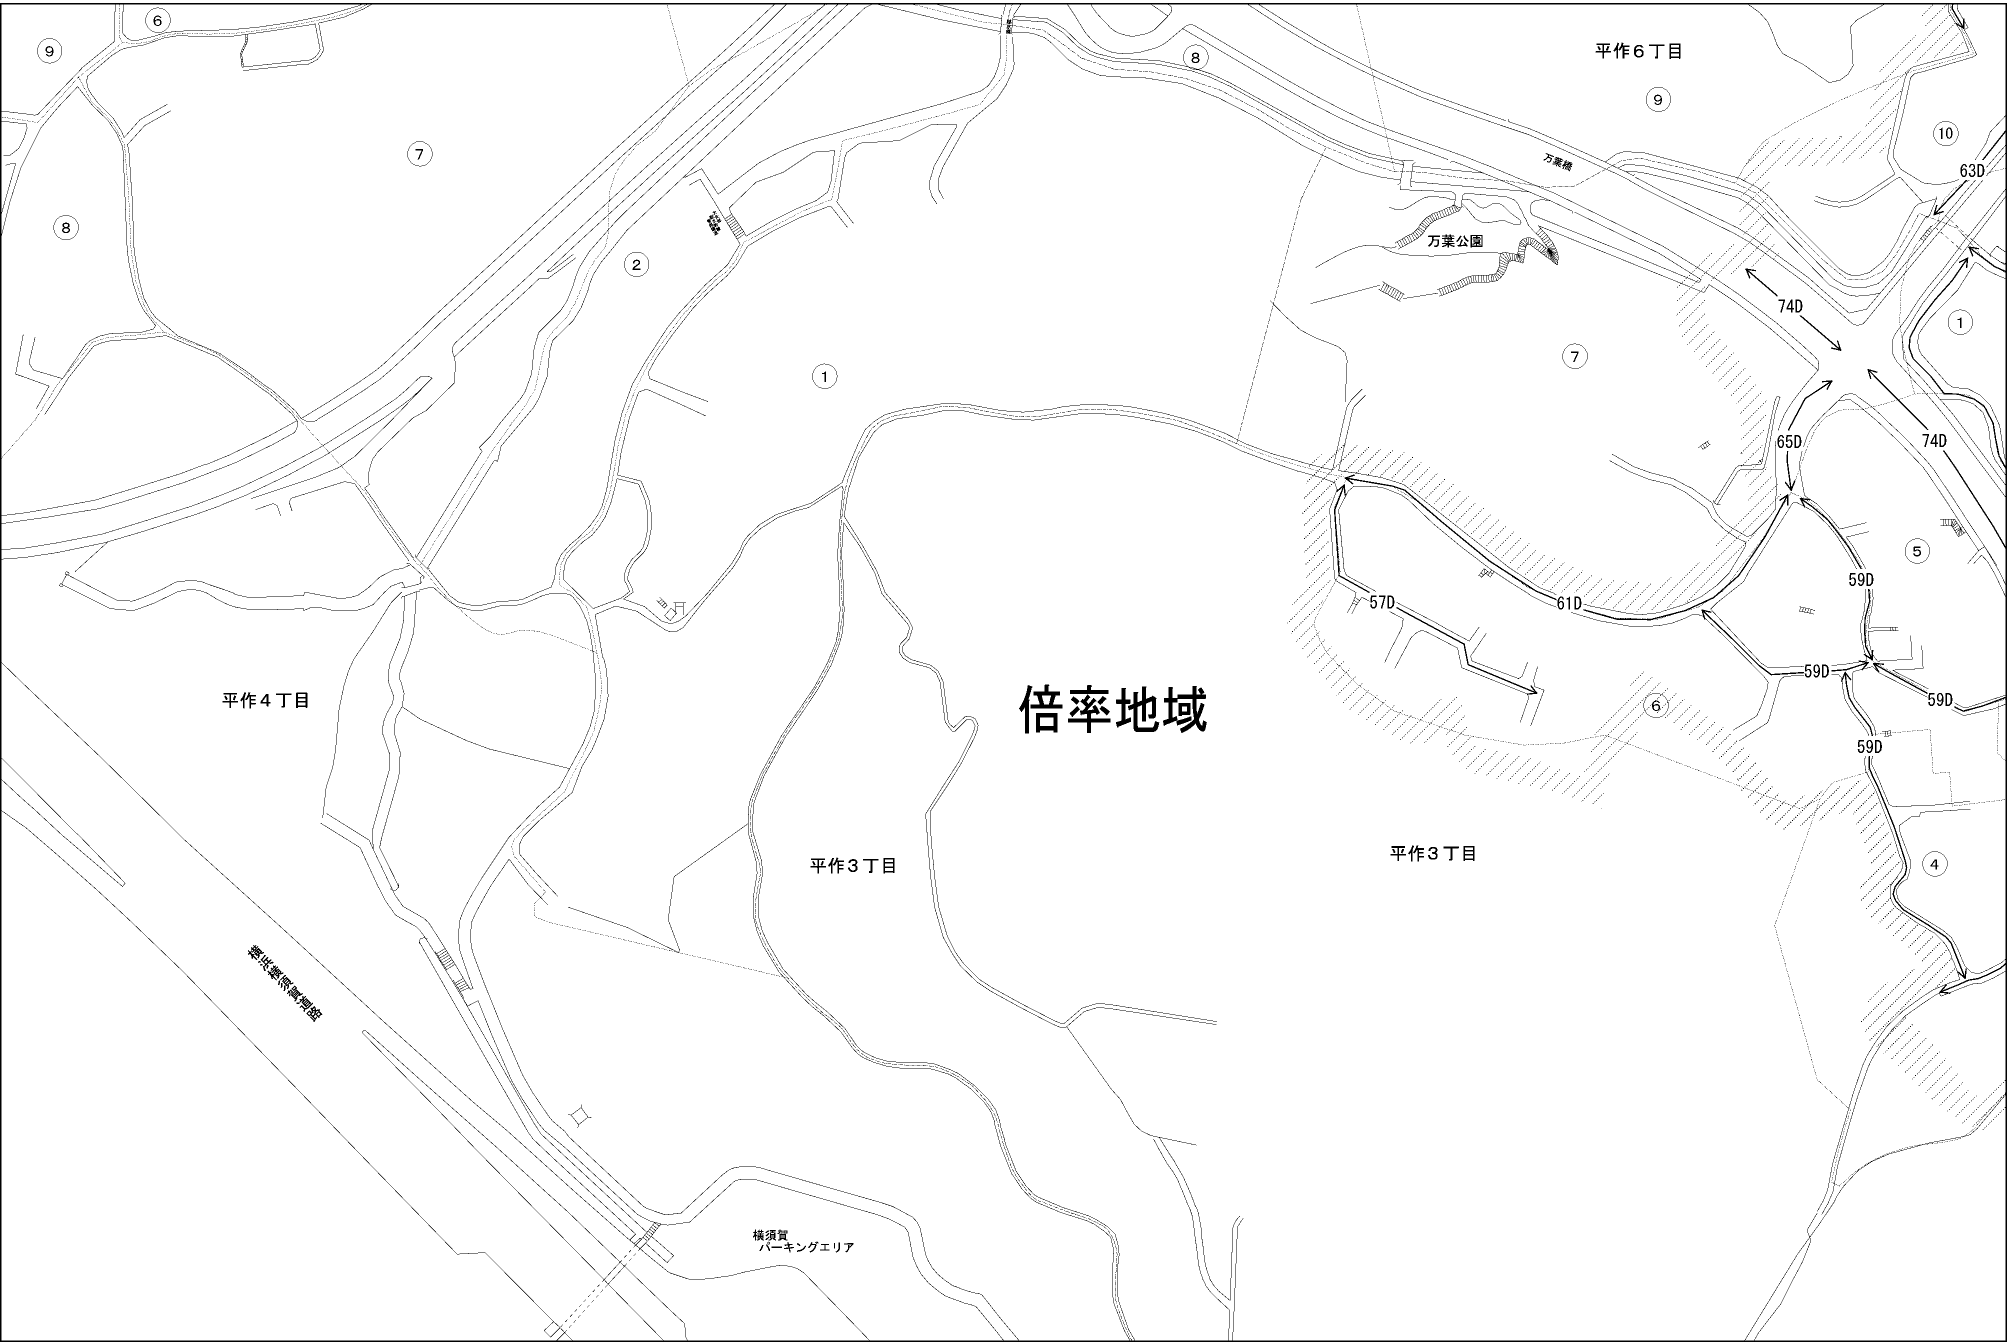 ⑥
⑨
⑧
平作６丁目
⑨
⑩
⑦
万葉橋
63D
⑧
②
万葉公園
74D
①
⑦
①
65D
74D
⑤
59D
57D
61D
59D
59D
平作４丁目
倍率地域
⑥
59D
平作３丁目
平作３丁目
④
横浜横須賀道路
横須賀
パーキングエリア